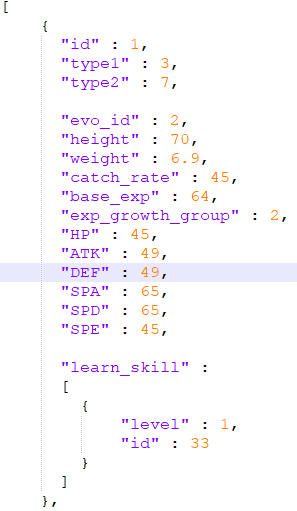 [
{
"id" : 1,
"type1" : 3,
"type2" : 7,
"evo_id" : 2,
"height" : 70,
"weight" : 6.9,
"catch_rate" : 45,
"base_exp" : 64,
"exp_growth_group" : 2,
"HP" : 45,
"ATK" : 49,
"DEF" : 49,
"SPA" : 65,
"SPD" : 65,
"SPE" : 45,
"learn_skill" :
[
{
"level" : 1,
"id" : 33
}
]
},